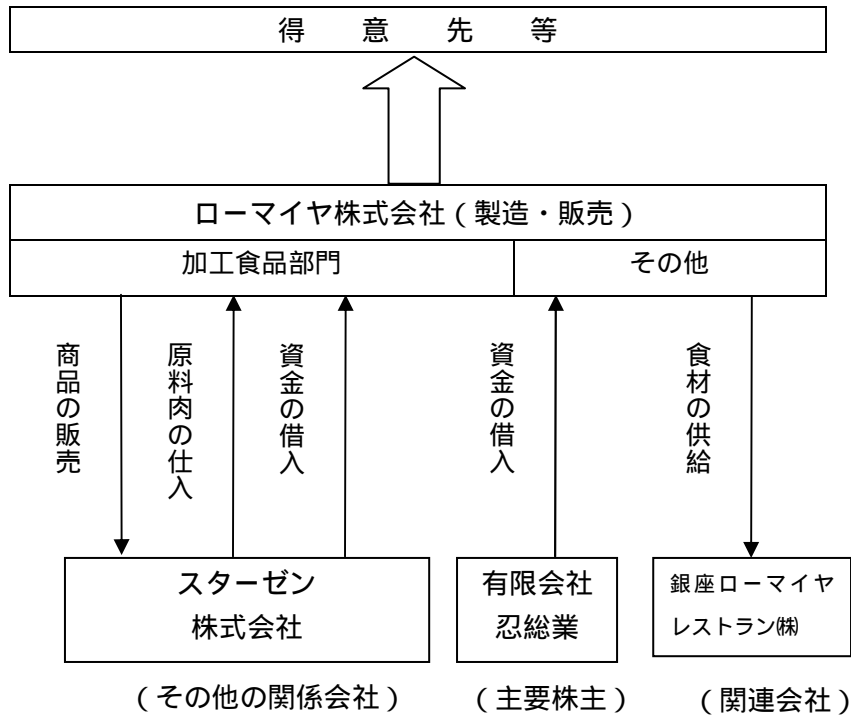 得意先等
ローマイヤ株式会社（製造・販売）
加工食品部門
その他
商品の販売
原料肉の仕入
資金の借入
資金の借入
食材の供給
スターゼン
株式会社
有限会社
忍総業
銀座ローマイヤ
レストラン㈱
（その他の関係会社）
（主要株主）
（関連会社）